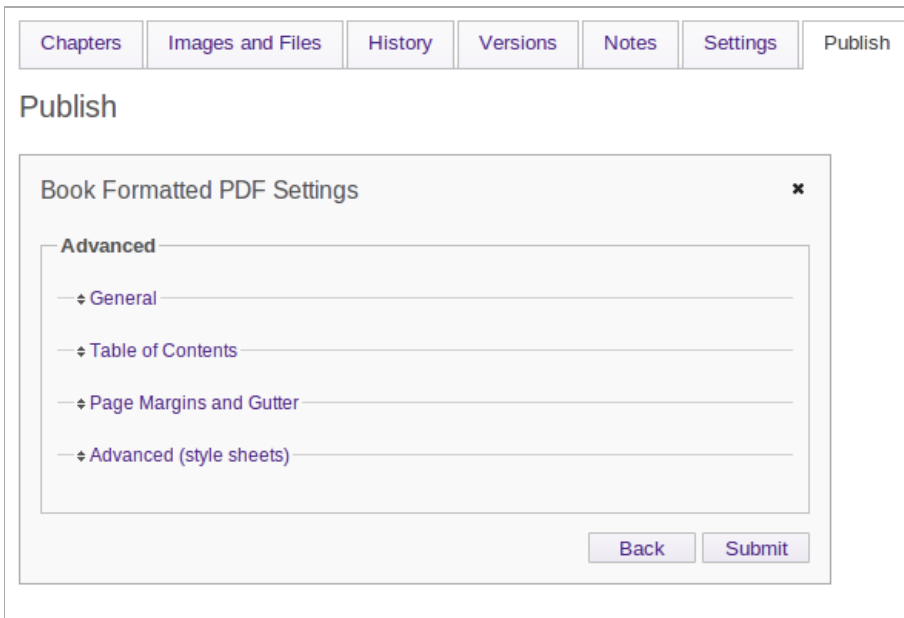 Chapters Images and Files History Versions Notes Settings Publish
Publish
Book Formatted PDF Settings
Advanced
General
Table of Contents
Page Margins and Gutter
Advanced (style sheets)
Back Submit